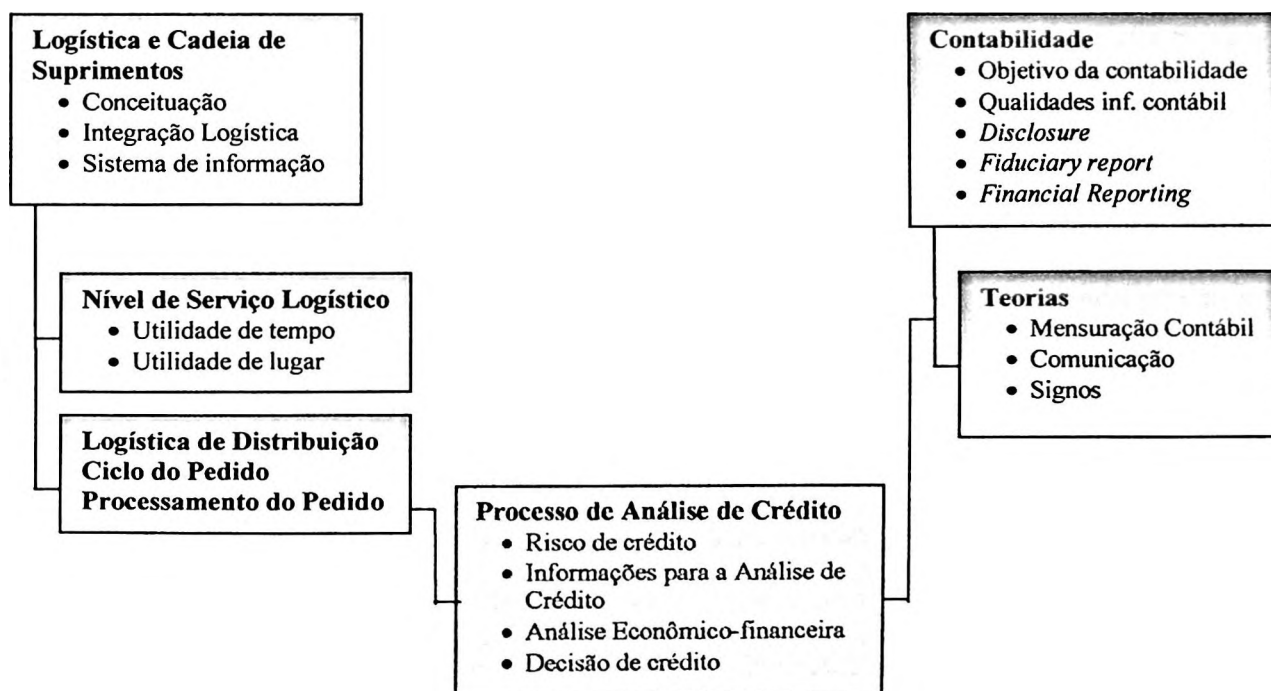 Logística e Cadeia de
Suprimentos
• Conceituação
• Integração Logística
• Sistema de informação
Nível de Serviço Logístico
• Utilidade de tempo
• Utilidade de lugar
Logística de Distribuição
Ciclo do Pedido
Processamento do Pedido
Processo de Análise de Crédito
• Risco de crédito
• Informações para a Análise de
Crédito
• Análise Econômico-financeira
• Decisão de crédito
Contabilidade
• Objetivo da contabilidade
• Qualidades inf. contábil
• Disclosure
• Fiduciary report
• Financial Reporting
Teorias
• Mensuração Contábil
• Comunicação
• Signos